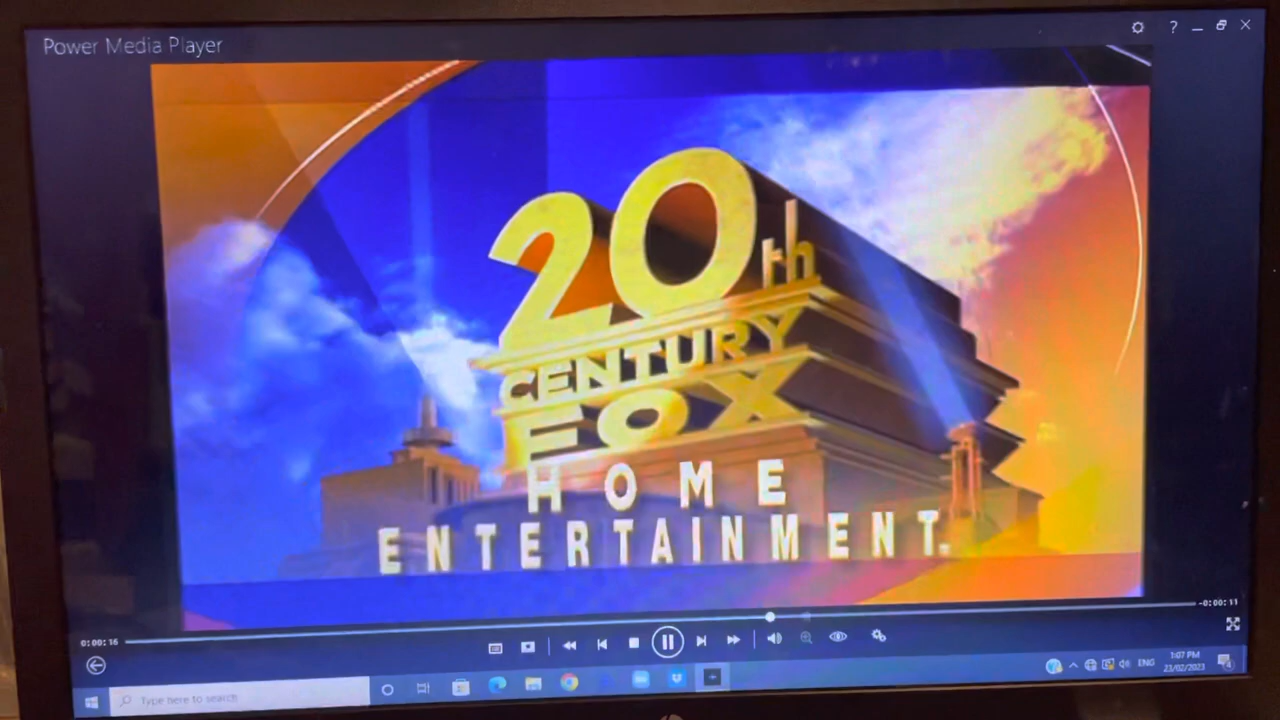 Power Media Player
?
20th
CENTURY
FOX
HOME
ENTERTAINMENT.
0:00:16
-0:00:11
ENG
1:07 PM
23/02/2023
Type here to search